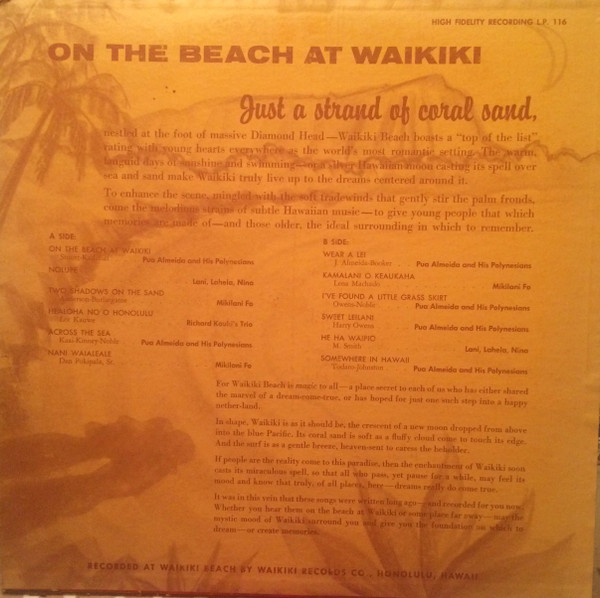 HIGH FIDELITY RECORDING L.P. 116
ON THE BEACH AT WAIKIKI
Just a strand of coral sand,
nestled at the foot of massive Diamond Head—Waikiki Beach boasts a "top of the list"
rating with young hearts everywhere as the world's most romantic setting. The warm,
languid days of sunshine and swimming—or a silver Hawaiian moon casting its spell over
sea and sand make Waikiki truly live up to the dreams centered around it.
To enhance the scene, mingled with the soft tradewinds that gently stir the palm fronds,
come the melodious strains of subtle Hawaiian music—to give young people that which
memories are made of—and those older, the ideal surrounding in which to remember.
A SIDE:
ON THE BEACH AT WAIKIKI
Pua Almeida and His Polynesians
Lani, Lahela, Nina
TWO SHADOWS ON THE SAND
Mikilani Fo
NO HONOLULU
Richard Kauhi's Trio
ACROSS THE SEA
Pua Almeida and His Polynesians
NANI WAIALEALE
Dan Pokipala, Sr.
Mikilani Fo
B SIDE:
WEAR A LEI
J. Almeida-Booker
Pua Almeida and His Polynesians
KAMALANI O KEAUKAHA
Lena Machado
Mikilani Fo
I'VE FOUND A LITTLE GRASS SKIRT
Owens-Noble
Pua Almeida and His Polynesians
SWEET LEILANI
Harry Owens
Pua Almeida and His Polynesians
HE HA WAIPIO
M. Smith
Lani, Lahela, Nina
SOMEWHERE IN HAWAII
Todaro-Johnston
Pua Almeida and His Polynesians
For Waikiki Beach is magic to all—a place secret to each of us who has either shared
the marvel of a dream-come-true, or has hoped for just one such step into a happy
nether-land.
In shape, Waikiki is as it should be, the crescent of a new moon dropped from above
into the blue Pacific. Its coral sand is soft as a fluffy cloud come to touch its edge.
And the surf is as a gentle breeze, heaven-sent to caress the beholder.
If people are the reality come to this paradise, then the enchantment of Waikiki soon
casts its miraculous spell, so that all who pass, yet pause for a while, may feel its
mood and know that truly, of all places, here—dreams really do come true.
It was in this vein that these songs were written long ago—and recorded for you now.
Whether you hear them on the beach at Waikiki or some place far away—may the
mystic mood of Waikiki surround you and give you the foundation on which to
dream—or create memories.
RECORDED AT WAIKIKI BEACH BY WAIKIKI RECORDS CO., HONOLULU, HAWAII